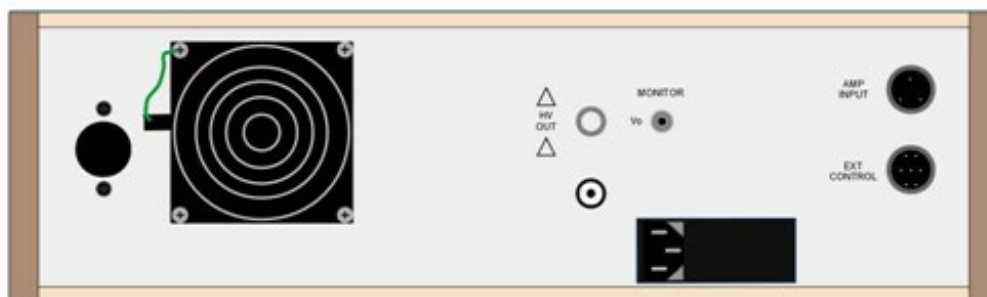 HV
OUT
MONITOR
Vo
AMP
INPUT
EXT
CONTROL